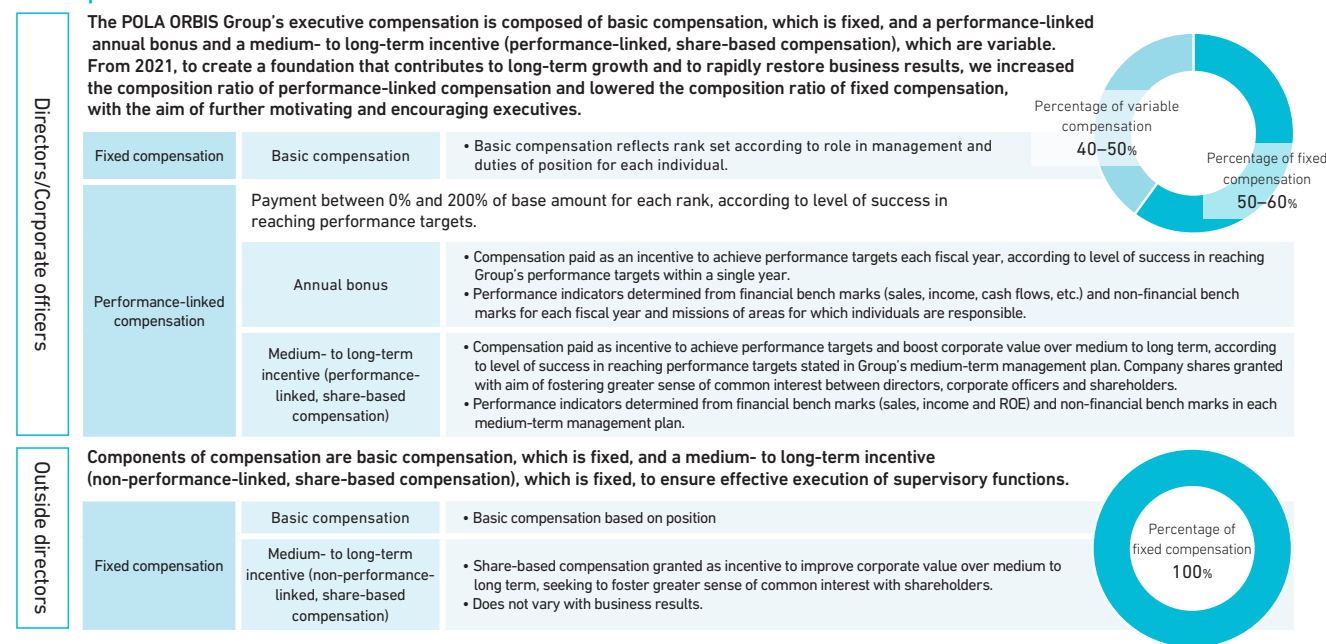 Directors/Corporate officers
The POLA ORBIS Group's executive compensation is composed of basic compensation, which is fixed, and a performance-linked
annual bonus and a medium- to long-term incentive (performance-linked, share-based compensation), which are variable.
From 2021, to create a foundation that contributes to long-term growth and to rapidly restore business results, we increased
the composition ratio of performance-linked compensation and lowered the composition ratio of fixed compensation,
with the aim of further motivating and encouraging executives.
Percentage of variable
compensation
40–50%
Percentage of fixed
compensation
50–60%
Fixed compensation
Basic compensation
• Basic compensation reflects rank set according to role in management and
duties of position for each individual.
Performance-linked
compensation
Payment between 0% and 200% of base amount for each rank, according to level of success in
reaching performance targets.
Annual bonus
• Compensation paid as an incentive to achieve performance targets each fiscal year, according to level of success in reaching
Group's performance targets within a single year.
• Performance indicators determined from financial bench marks (sales, income, cash flows, etc.) and non-financial bench
marks for each fiscal year and missions of areas for which individuals are responsible.
Medium- to long-term
incentive (performance-
linked, share-based
compensation)
• Compensation paid as incentive to achieve performance targets and boost corporate value over medium to long term, according
to level of success in reaching performance targets stated in Group's medium-term management plan. Company shares granted
with aim of fostering greater sense of common interest between directors, corporate officers and shareholders.
• Performance indicators determined from financial bench marks (sales, income and ROE) and non-financial bench marks in each
medium-term management plan.
Outside directors
Components of compensation are basic compensation, which is fixed, and a medium- to long-term incentive
(non-performance-linked, share-based compensation), which is fixed, to ensure effective execution of supervisory functions.
Fixed compensation
Basic compensation
• Basic compensation based on position
Medium- to long-term
incentive (non-performance-
linked, share-based
compensation)
• Share-based compensation granted as incentive to improve corporate value over medium to
long term, seeking to foster greater sense of common interest with shareholders.
• Does not vary with business results.
Percentage of
fixed compensation
100%